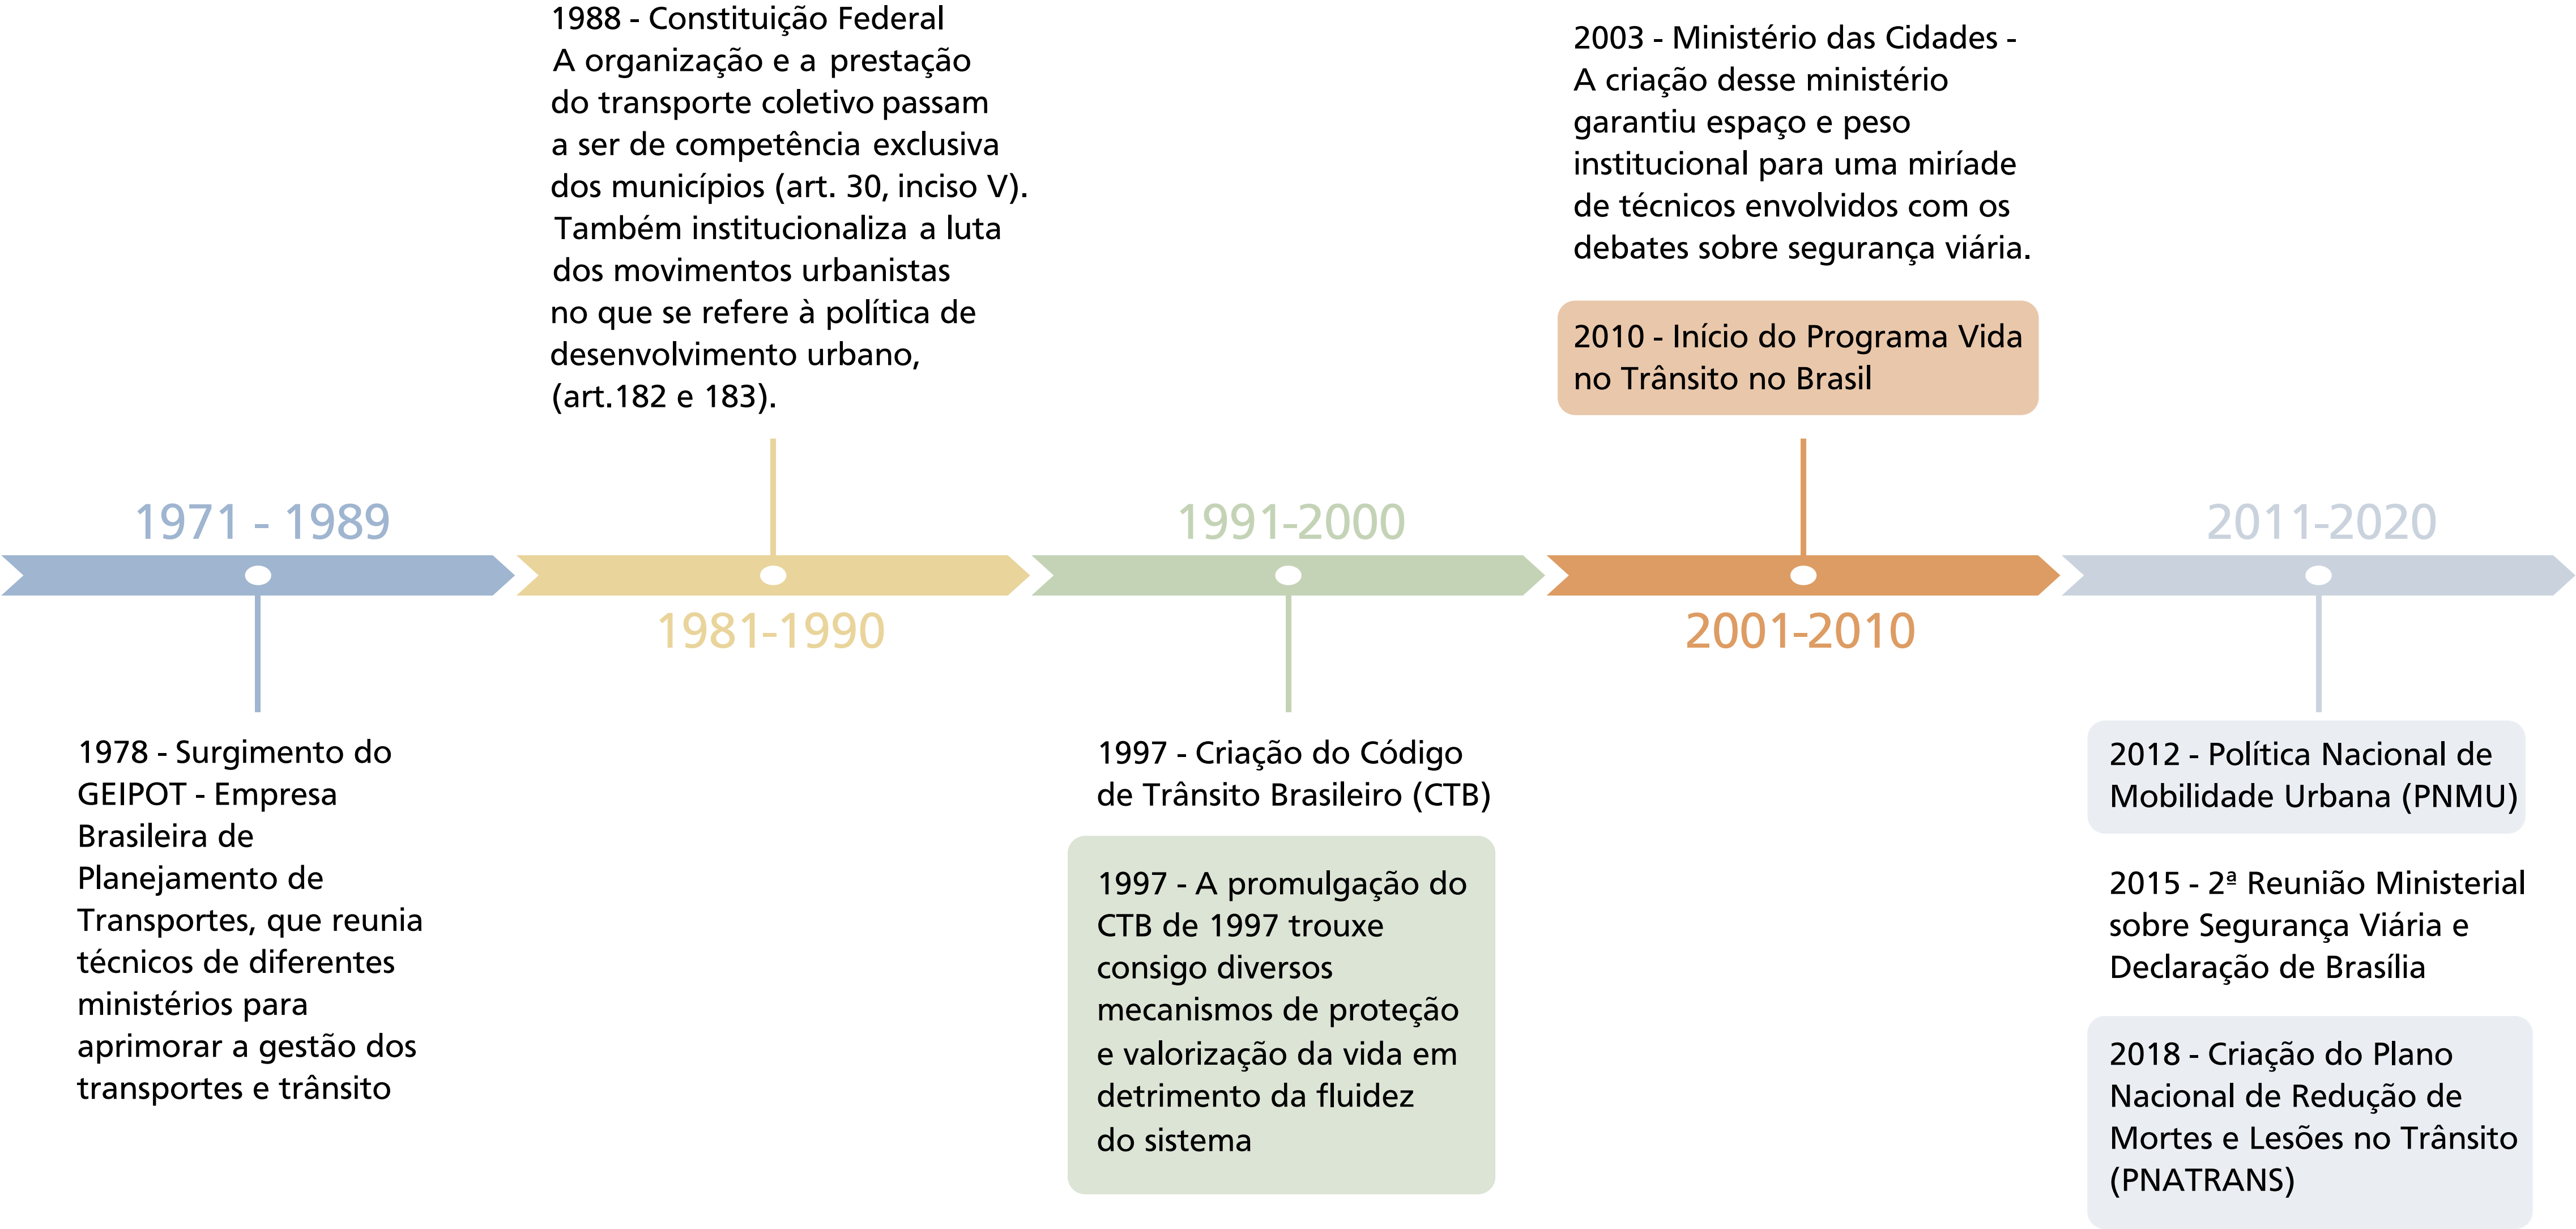 1988 - Constituição Federal
A organização e a prestação
do transporte coletivo passam
a ser de competência exclusiva
dos municípios (art. 30, inciso V).
Também institucionaliza a luta
dos movimentos urbanistas
no que se refere à política de
desenvolvimento urbano,
(art.182 e 183).
2003 - Ministério das Cidades -
A criação desse ministério
garantiu espaço e peso
institucional para uma miríade
de técnicos envolvidos com os
debates sobre segurança viária.
2010 - Início do Programa Vida
no Trânsito no Brasil
1971 - 1989
1981-1990
1991-2000
2001-2010
2011-2020
1978 - Surgimento do
GEIPOT - Empresa
Brasileira de
Planejamento de
Transportes, que reunia
técnicos de diferentes
ministérios para
aprimorar a gestão dos
transportes e trânsito
1997 - Criação do Código
de Trânsito Brasileiro (CTB)
1997 - A promulgação do
CTB de 1997 trouxe
consigo diversos
mecanismos de proteção
e valorização da vida em
detrimento da fluidez
do sistema
2012 - Política Nacional de
Mobilidade Urbana (PNMU)
2015 - 2ª Reunião Ministerial
sobre Segurança Viária e
Declaração de Brasília
2018 - Criação do Plano
Nacional de Redução de
Mortes e Lesões no Trânsito
(PNATRANS)